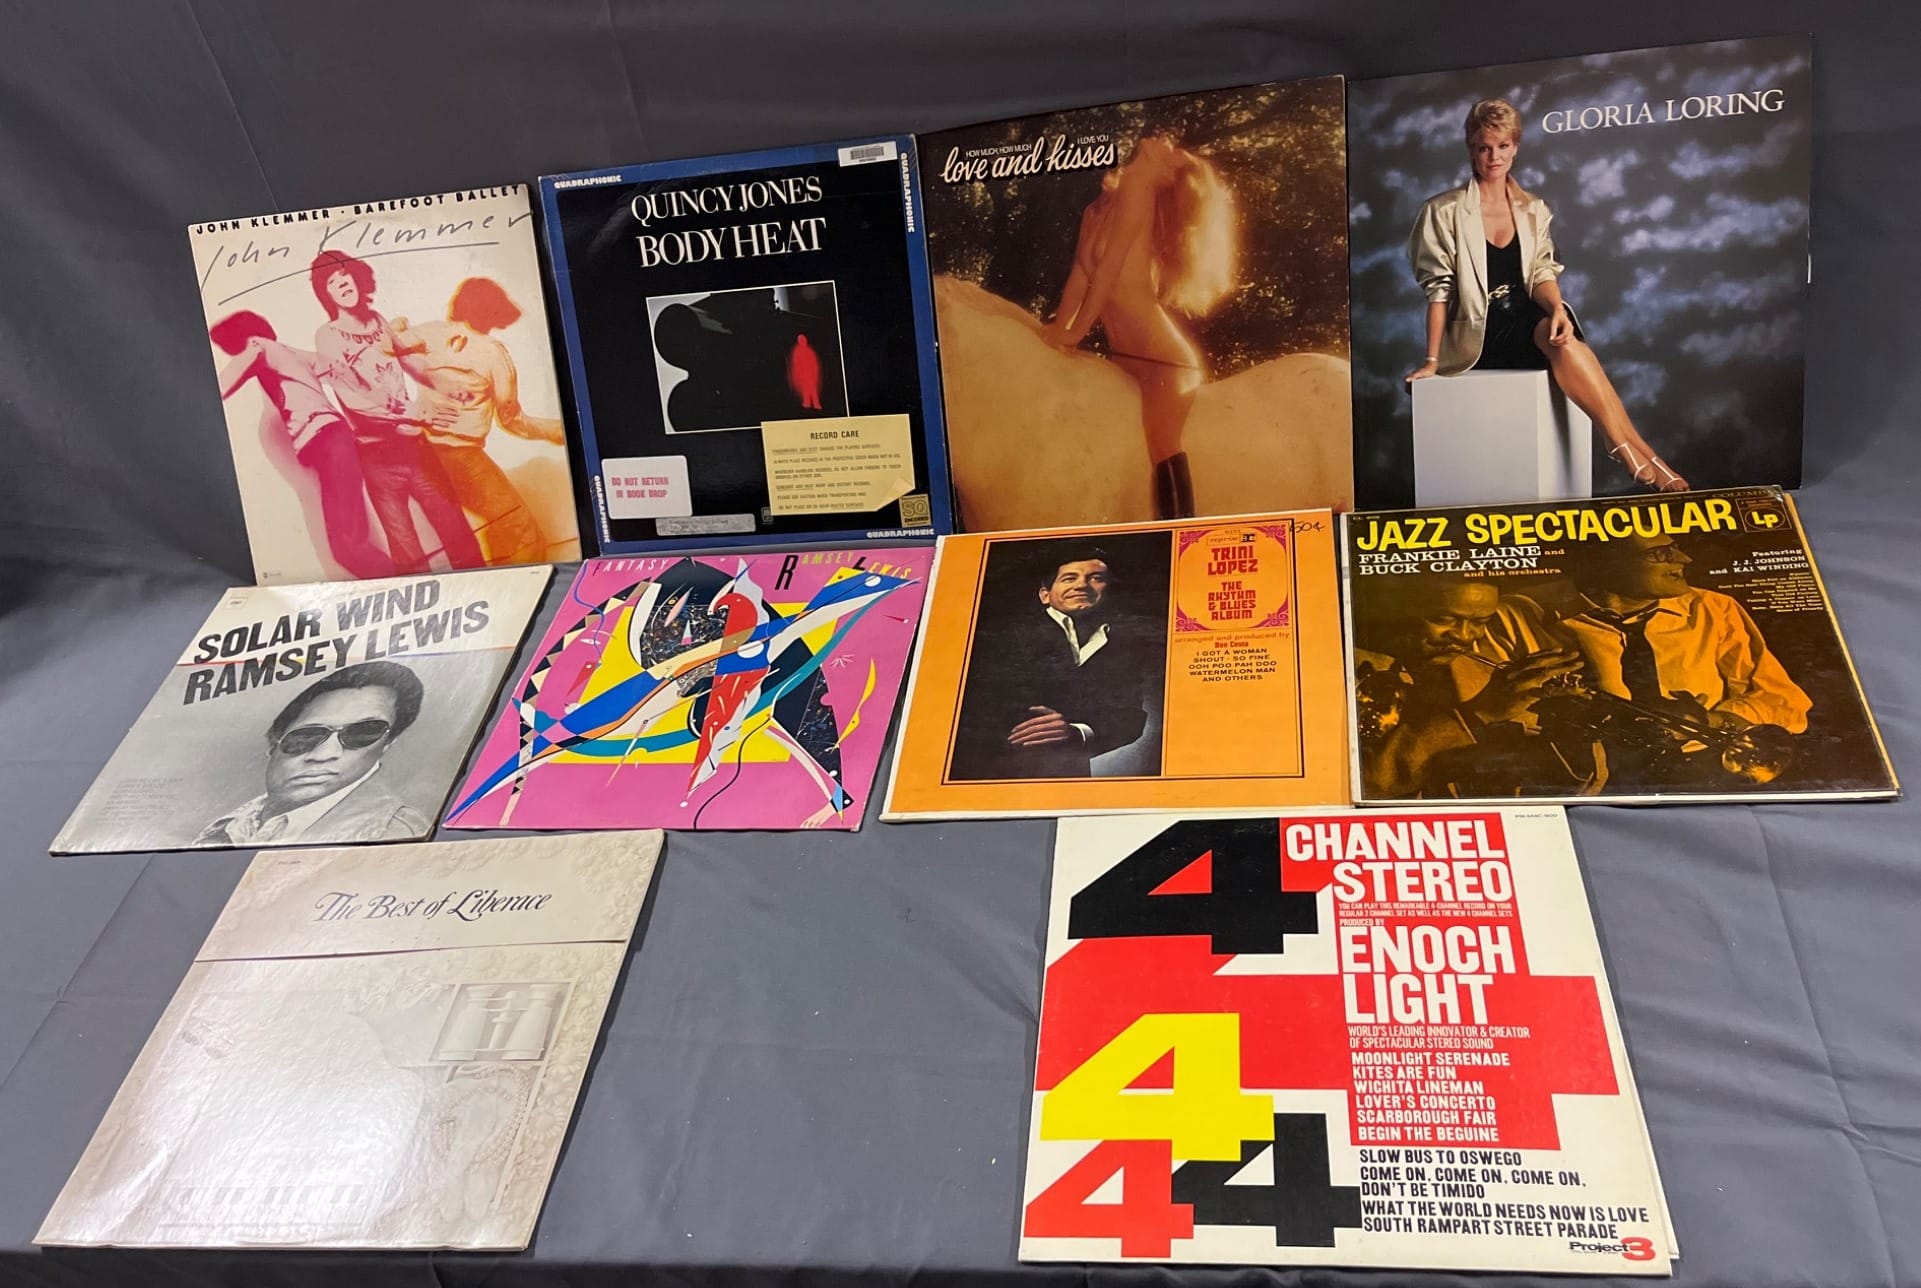 JOHN KLEMMER • BAREFOOT BALLET
John Klemmer
QUADRAPHONIC
QUADRAPHONIC
QUADRAPHONIC
QUADRAPHONIC
QUINCY JONES
BODY HEAT
RECORD CARE
DO NOT RETURN
IN BOOK DROP
SQ
HOW MUCH, HOW MUCH I LOVE YOU
love and kisses
GLORIA LORING
SOLAR WIND
RAMSEY LEWIS
FANTASY RAMSEY LEWIS
50¢
reprise
TRINI
LOPEZ
THE
RHYTHM
& BLUES
ALBUM
arranged and produced by
Don Costa
I GOT A WOMAN
SHOUT • SO FINE
OOH POO PAH DOO
WATERMELON MAN
AND OTHERS
COLUMBIA
JAZZ SPECTACULAR
Lp
FRANKIE LAINE and
BUCK CLAYTON
and his orchestra
Featuring
J. J. JOHNSON
and KAI WINDING
The Best of Liberace
4 CHANNEL
STEREO
YOU CAN PLAY THIS REMARKABLE 4-CHANNEL RECORD ON YOUR
REGULAR 2 CHANNEL SET AS WELL AS THE NEW 4 CHANNEL SETS
PRODUCED BY
ENOCH
LIGHT
WORLD'S LEADING INNOVATOR & CREATOR
OF SPECTACULAR STEREO SOUND
MOONLIGHT SERENADE
KITES ARE FUN
WICHITA LINEMAN
LOVER'S CONCERTO
SCARBOROUGH FAIR
BEGIN THE BEGUINE
SLOW BUS TO OSWEGO
COME ON, COME ON, COME ON,
DON'T BE TIMIDO
WHAT THE WORLD NEEDS NOW IS LOVE
SOUTH RAMPART STREET PARADE
4
4 4
Project 3